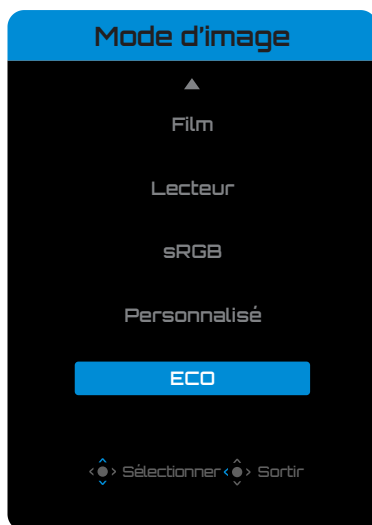 Mode d'image
Film
Lecteur
sRGB
Personnalisé
ECO
Sélectionner Sortir